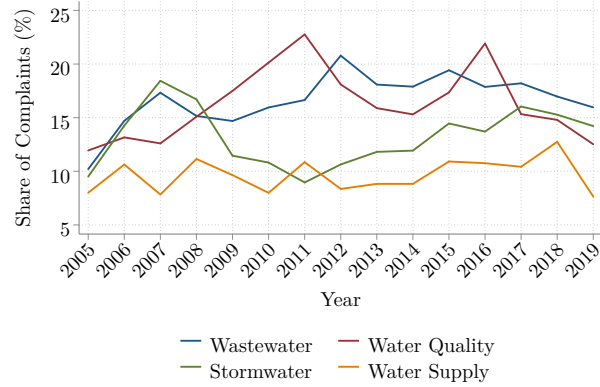 Share of Complaints (%)
25
20
15
10
5
2005 2006 2007 2008 2009 2010 2011 2012 2013 2014 2015 2016 2017 2018 2019
Year
Wastewater Water Quality
Stormwater Water Supply